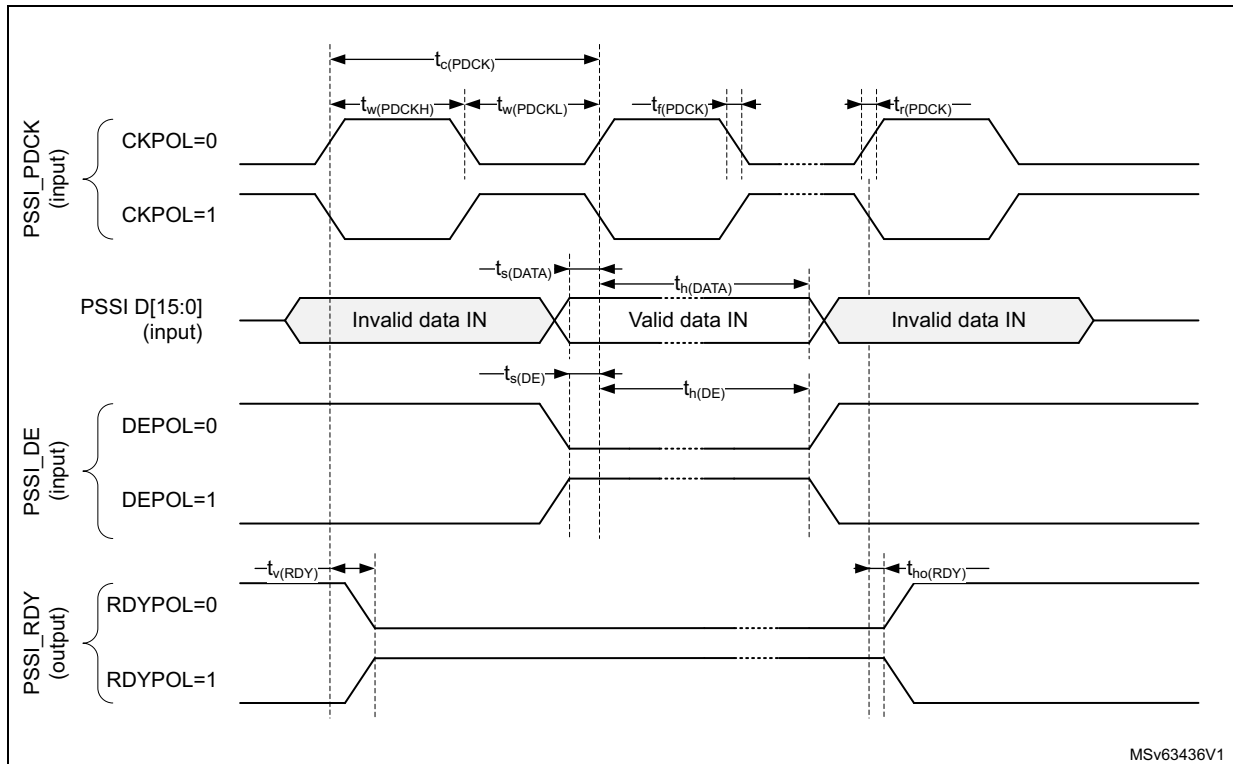 tc(PDCK)
tw(PDCKH) tw(PDCKL) tf(PDCK) tr(PDCK)
PSSI_PDCK
(input)
CKPOL=0
CKPOL=1
ts(DATA)
th(DATA)
PSSI D[15:0]
(input)
Invalid data IN Valid data IN Invalid data IN
ts(DE)
th(DE)
PSSI_DE
(input)
DEPOL=0
DEPOL=1
tv(RDY) tho(RDY)
PSSI_RDY
(output)
RDYPOL=0
RDYPOL=1
MSv63436V1